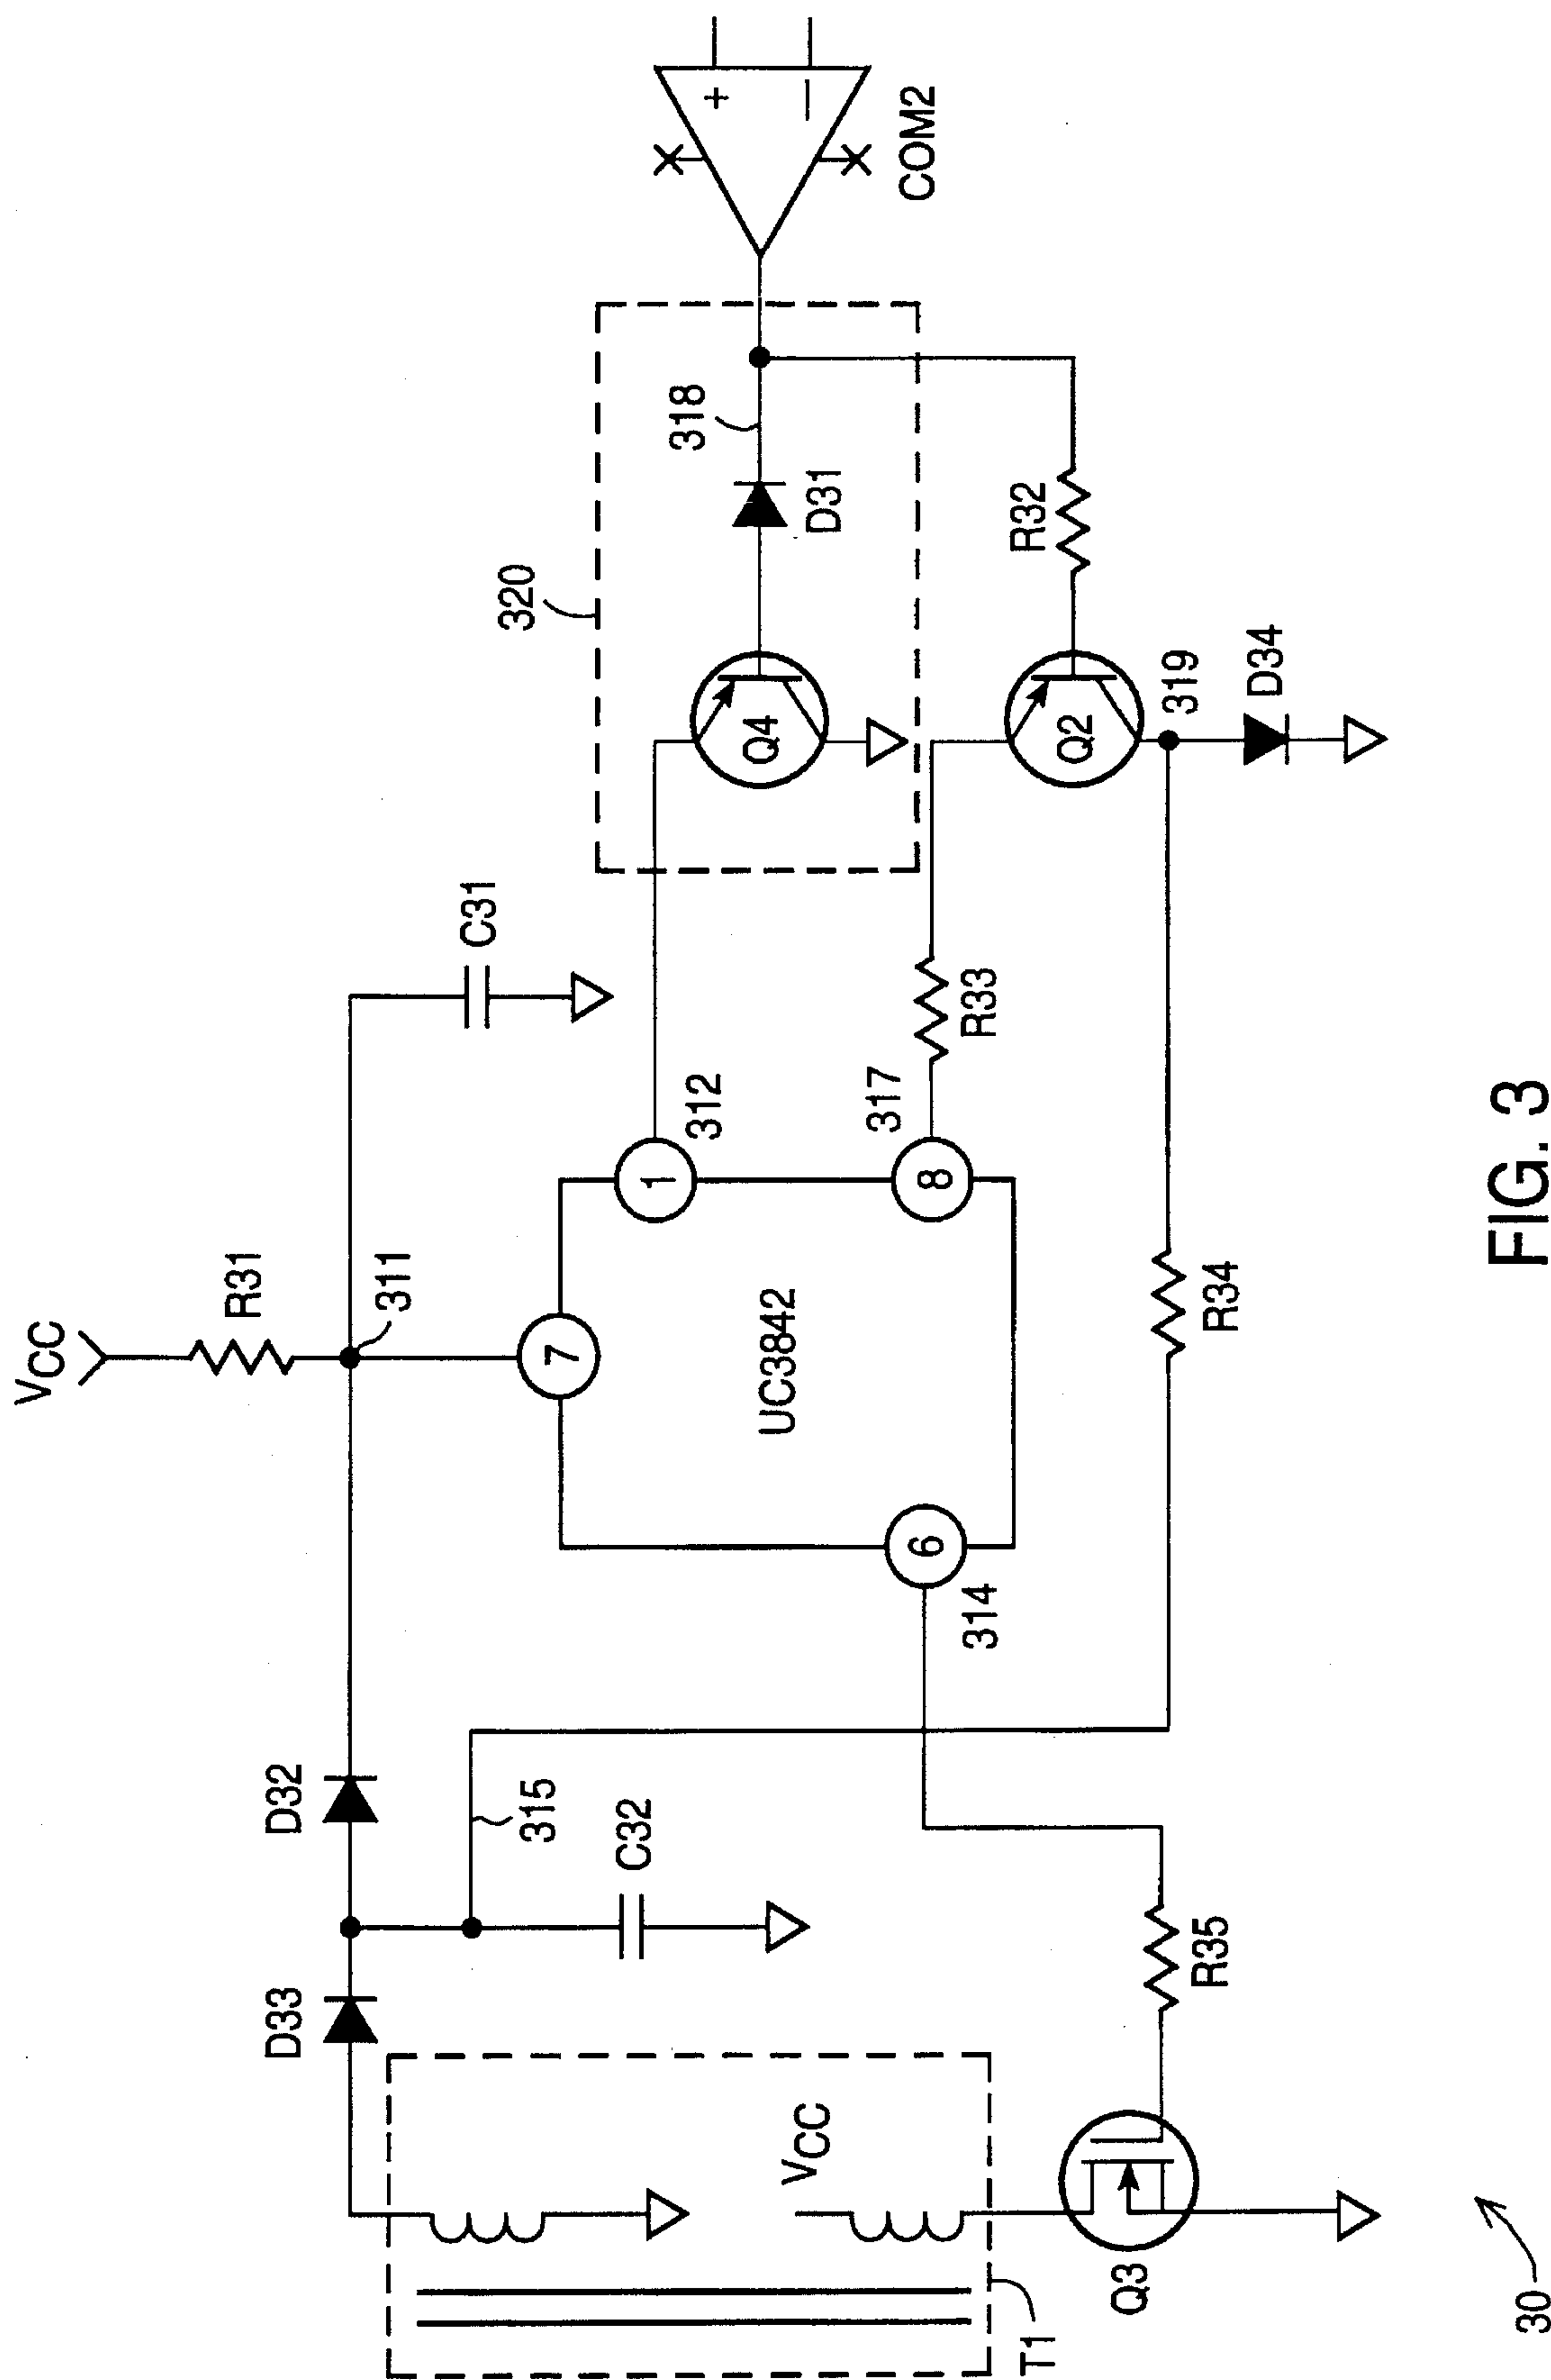 VCC
R31
311
C31
D33
D32
315
C32
7
UC3842
1
312
6
314
8
317
R33
320
Q4
D31
318
+
−
COM2
R32
Q2
319
D34
R34
R35
VCC
T1
Q3
30
FIG. 3